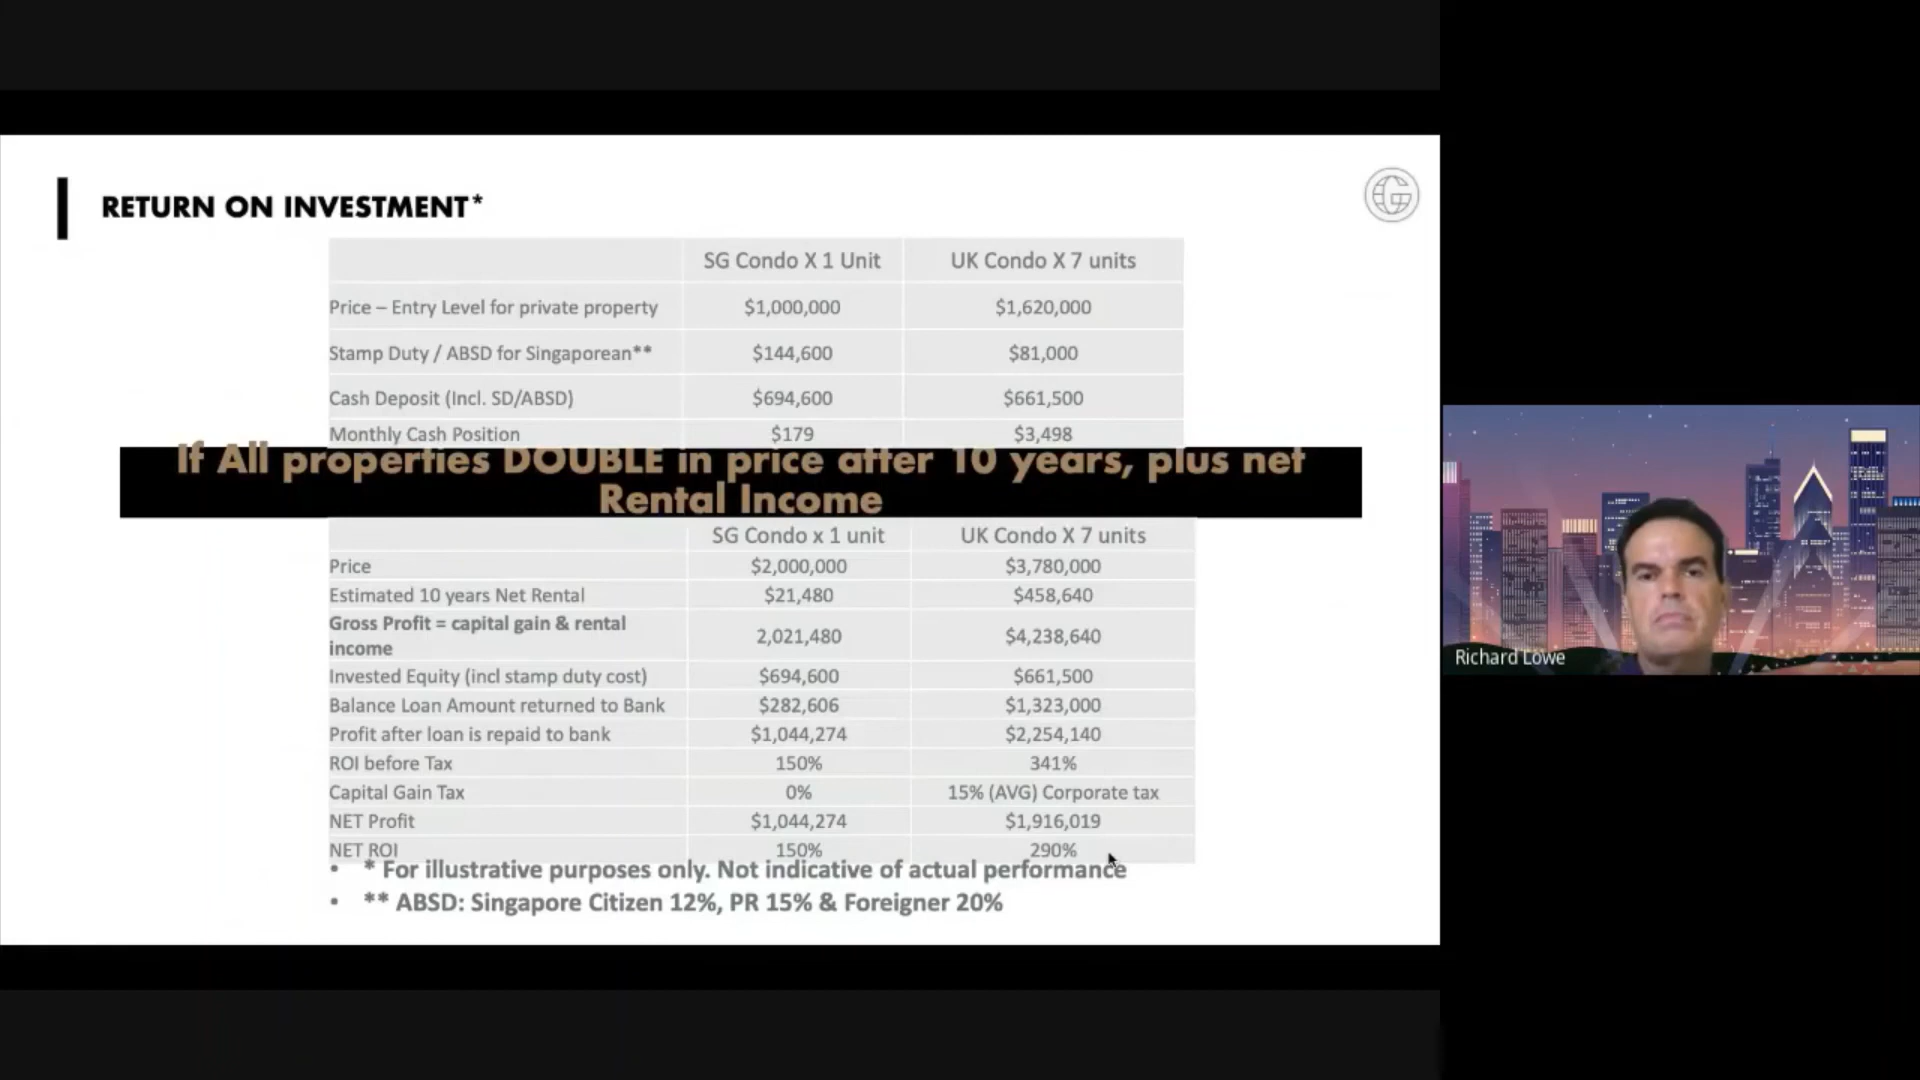 RETURN ON INVESTMENT*
SG Condo X 1 Unit UK Condo X 7 units
Price – Entry Level for private property $1,000,000 $1,620,000
Stamp Duty / ABSD for Singaporean** $144,600 $81,000
Cash Deposit (Incl. SD/ABSD) $694,600 $661,500
Monthly Cash Position $179 $3,498
If All properties DOUBLE in price after 10 years, plus net
Rental Income
SG Condo x 1 unit UK Condo X 7 units
Price $2,000,000 $3,780,000
Estimated 10 years Net Rental $21,480 $458,640
Gross Profit = capital gain & rental
income 2,021,480 $4,238,640
Invested Equity (incl stamp duty cost) $694,600 $661,500
Balance Loan Amount returned to Bank $282,606 $1,323,000
Profit after loan is repaid to bank $1,044,274 $2,254,140
ROI before Tax 150% 341%
Capital Gain Tax 0% 15% (AVG) Corporate tax
NET Profit $1,044,274 $1,916,019
NET ROI 150% 290%
• * For illustrative purposes only. Not indicative of actual performance
• ** ABSD: Singapore Citizen 12%, PR 15% & Foreigner 20%
Richard Lowe